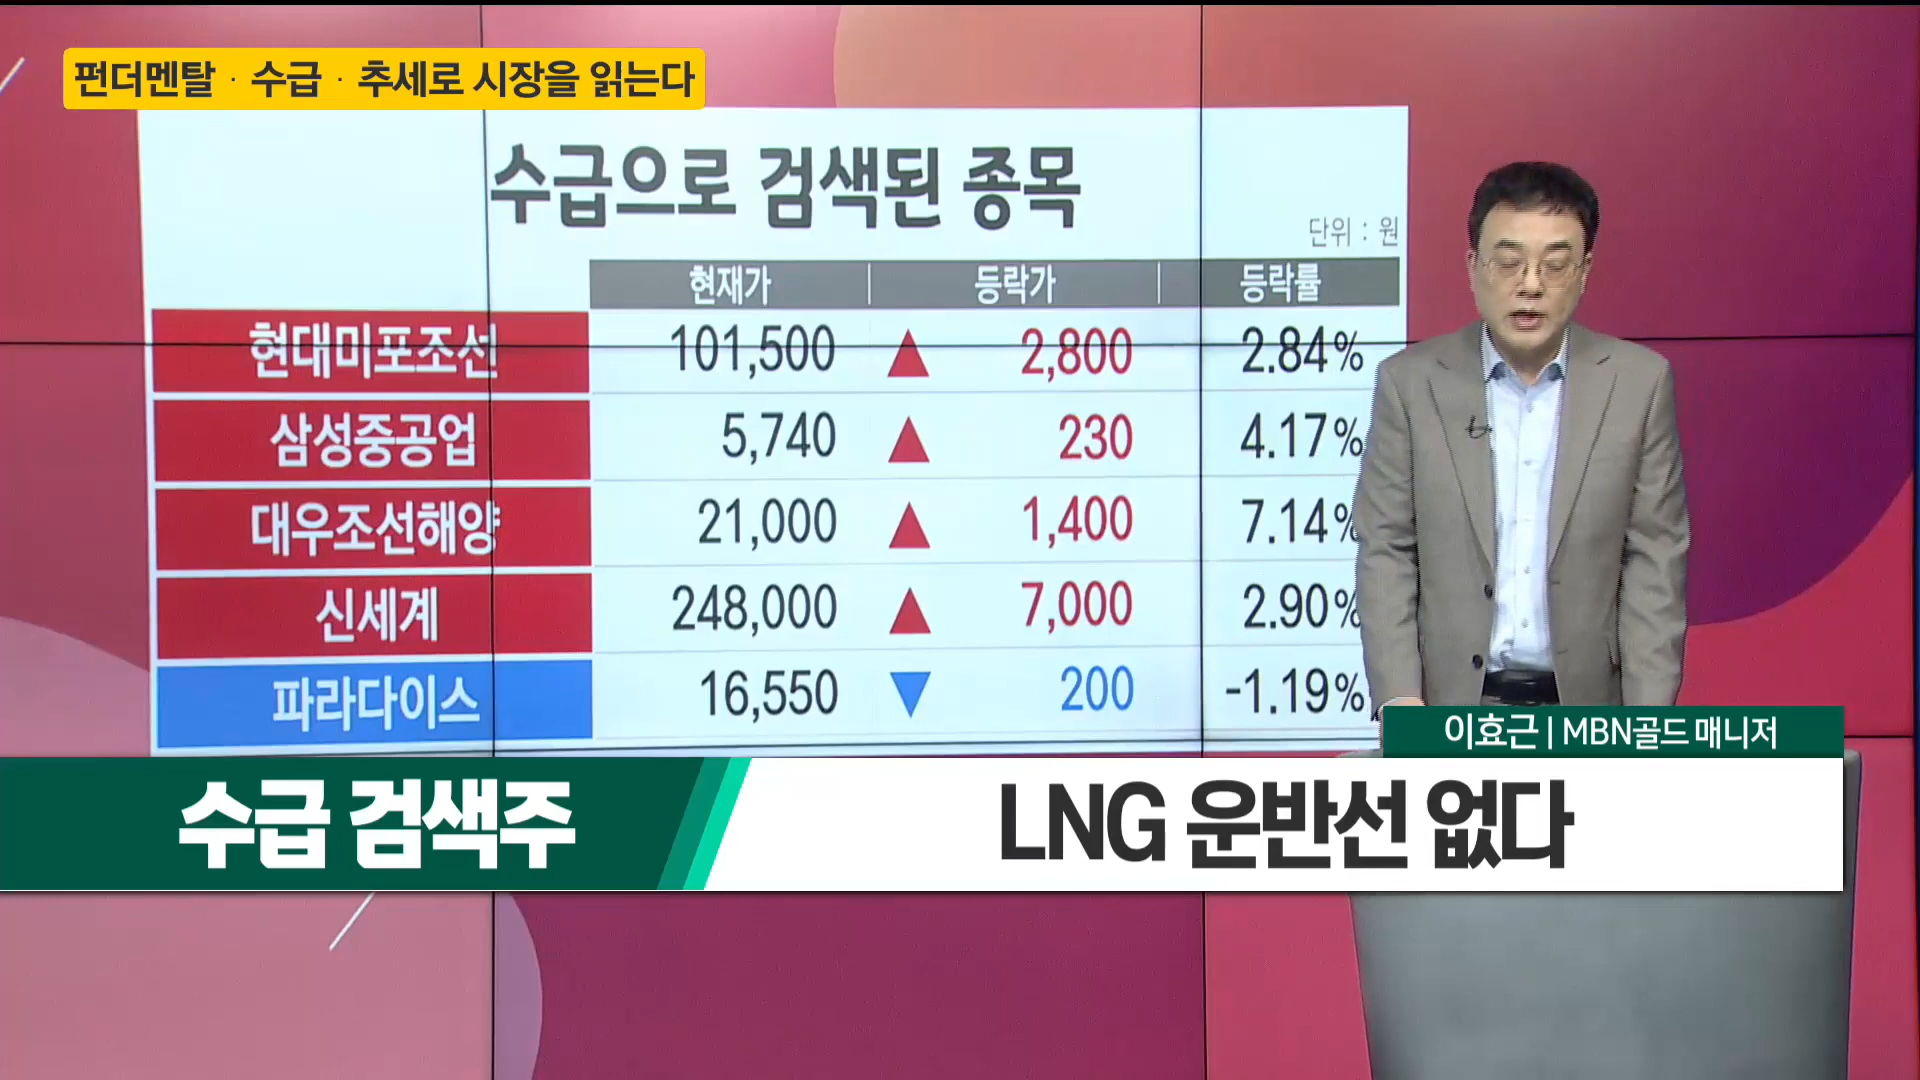 펀더멘탈 · 수급 · 추세로 시장을 읽는다
수급으로 검색된 종목
단위 : 원
현재가 등락가 등락률
현대미포조선 101,500 ▲ 2,800 2.84%
삼성중공업 5,740 ▲ 230 4.17%
대우조선해양 21,000 ▲ 1,400 7.14%
신세계 248,000 ▲ 7,000 2.90%
파라다이스 16,550 ▼ 200 -1.19%
이효근 | MBN골드 매니저
수급 검색주
LNG 운반선 없다